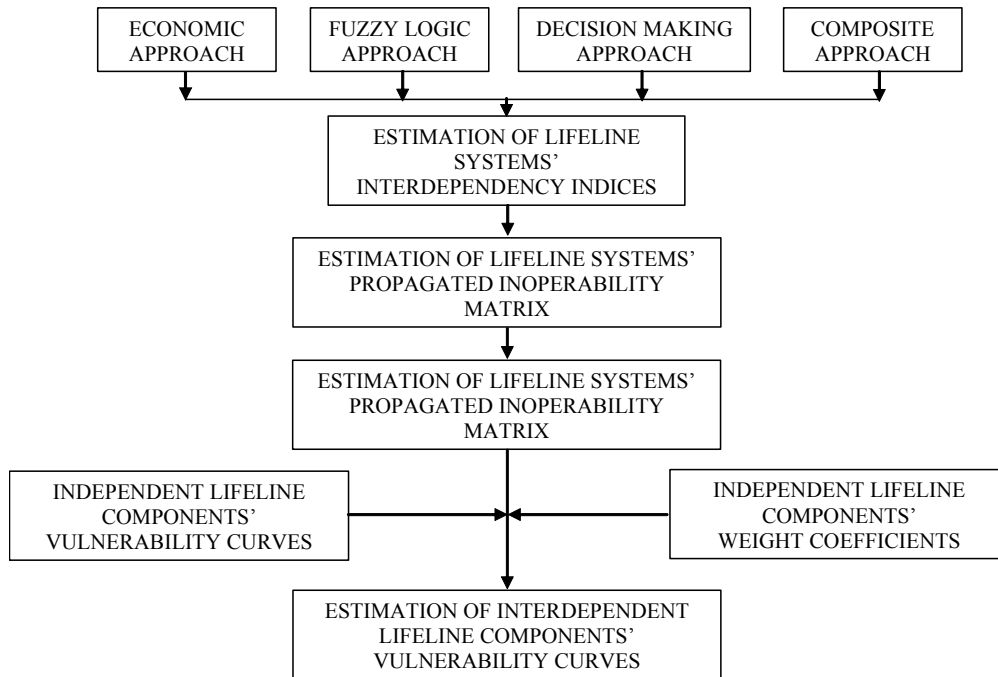 ECONOMIC
APPROACH
FUZZY LOGIC
APPROACH
DECISION MAKING
APPROACH
COMPOSITE
APPROACH
ESTIMATION OF LIFELINE
SYSTEMS’
INTERDEPENDENCY INDICES
ESTIMATION OF LIFELINE SYSTEMS’
PROPAGATED INOPERABILITY
MATRIX
ESTIMATION OF LIFELINE SYSTEMS’
PROPAGATED INOPERABILITY
MATRIX
INDEPENDENT LIFELINE
COMPONENTS’
VULNERABILITY CURVES
INDEPENDENT LIFELINE
COMPONENTS’
WEIGHT COEFFICIENTS
ESTIMATION OF INTERDEPENDENT
LIFELINE COMPONENTS’
VULNERABILITY CURVES